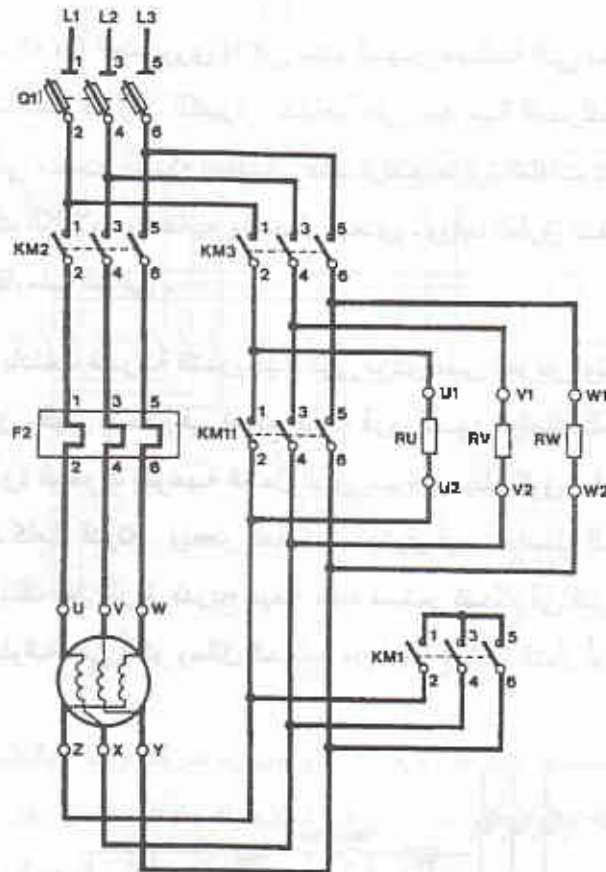 L1 L2 L3
1 3 5
Q1
2 4 6
1 3 5 1 3 5
KM2 KM3
2 4 6 2 4 6
1 3 5 1 3 5 U1 V1 W1
F2 KM11 RU RV RW
2 4 6 2 4 6 U2 V2 W2
U V W
1 3 5
KM1
2 4 6
Z X Y